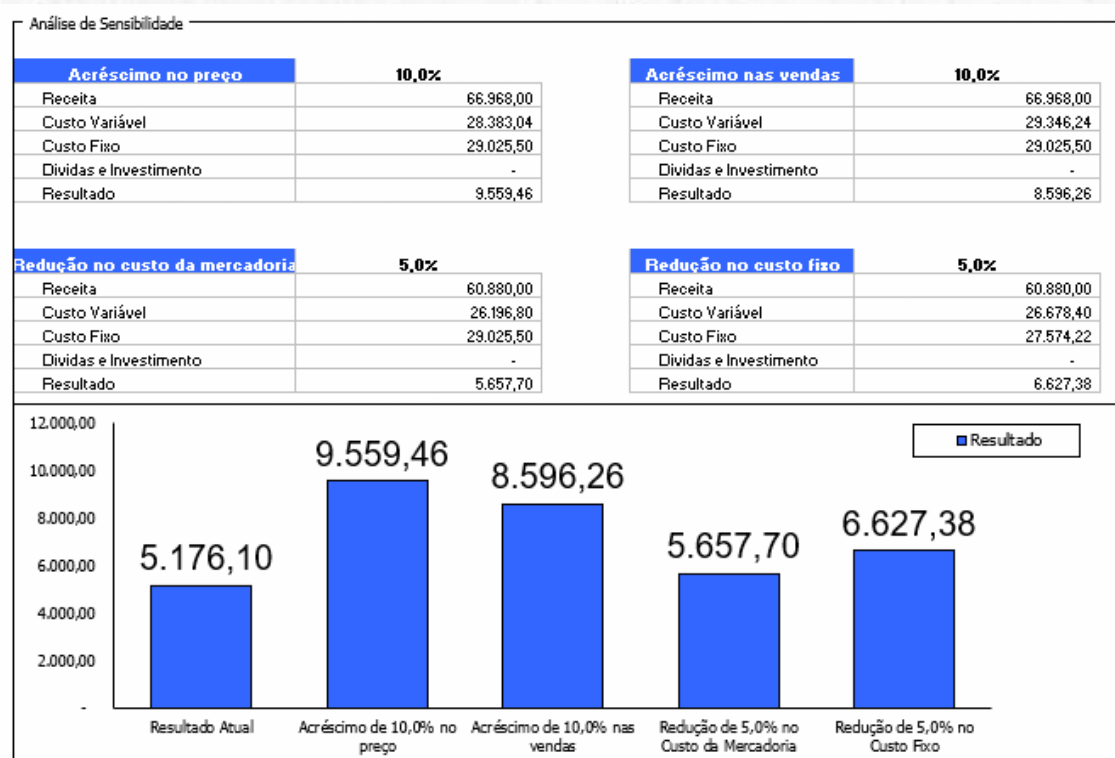 Análise de Sensibilidade
Acréscimo no preço 10,0%
Receita 66.968,00
Custo Variável 28.383,04
Custo Fixo 29.025,50
Dividas e Investimento -
Resultado 9.559,46
Acréscimo nas vendas 10,0%
Receita 66.968,00
Custo Variável 29.346,24
Custo Fixo 29.025,50
Dividas e Investimento -
Resultado 8.596,26
Redução no custo da mercadoria 5,0%
Receita 60.880,00
Custo Variável 26.196,80
Custo Fixo 29.025,50
Dividas e Investimento -
Resultado 5.657,70
Redução no custo fixo 5,0%
Receita 60.880,00
Custo Variável 26.678,40
Custo Fixo 27.574,22
Dividas e Investimento -
Resultado 6.627,38
12.000,00
10.000,00
8.000,00
6.000,00
4.000,00
2.000,00
-
Resultado
5.176,10
9.559,46
8.596,26
5.657,70
6.627,38
Resultado Atual
Acréscimo de 10,0% no
preço
Acréscimo de 10,0% nas
vendas
Redução de 5,0% no
Custo da Mercadoria
Redução de 5,0% no
Custo Fixo